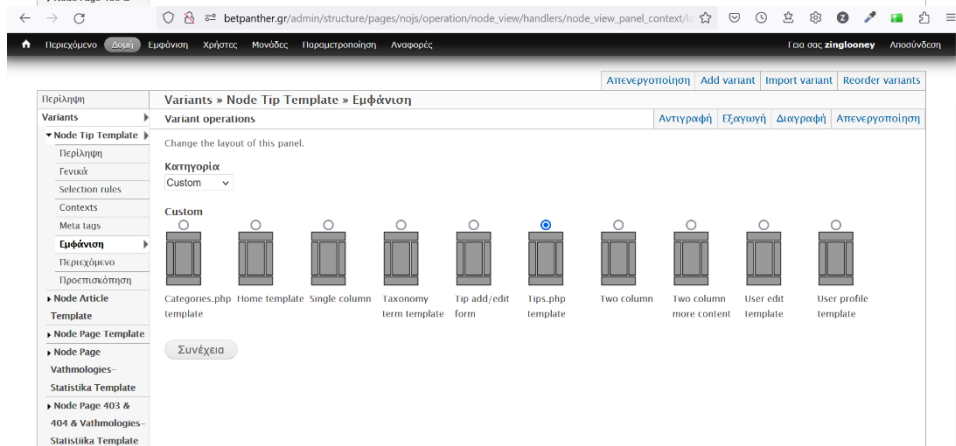 betpanther.gr/admin/structure/pages/nojs/operation/node_view/handlers/node_view_panel_context/la
Περιεχόμενο Δομή Εμφάνιση Χρήστες Μονάδες Παραμετροποίηση Αναφορές Γεια σας zinglooney Αποσύνδεση
Απενεργοποίηση Add variant Import variant Reorder variants
Περίληψη
Variants » Node Tip Template » Εμφάνιση
Variants
Variant operations
Αντιγραφή Εξαγωγή Διαγραφή Απενεργοποίηση
Node Tip Template
Περίληψη
Γενικά
Selection rules
Contexts
Meta tags
Εμφάνιση
Περιεχόμενο
Προεπισκόπηση
Node Article
Template
Node Page Template
Node Page
Vathmologies-
Statistika Template
Node Page 403 &
404 & Vathmologies-
Statistiika Template
Change the layout of this panel.
Κατηγορία
Custom
Custom
Categories.php Home template Single column Taxonomy Tip add/edit Tips.php Two column Two column User edit User profile
template term template form template more content template template
Συνέχεια